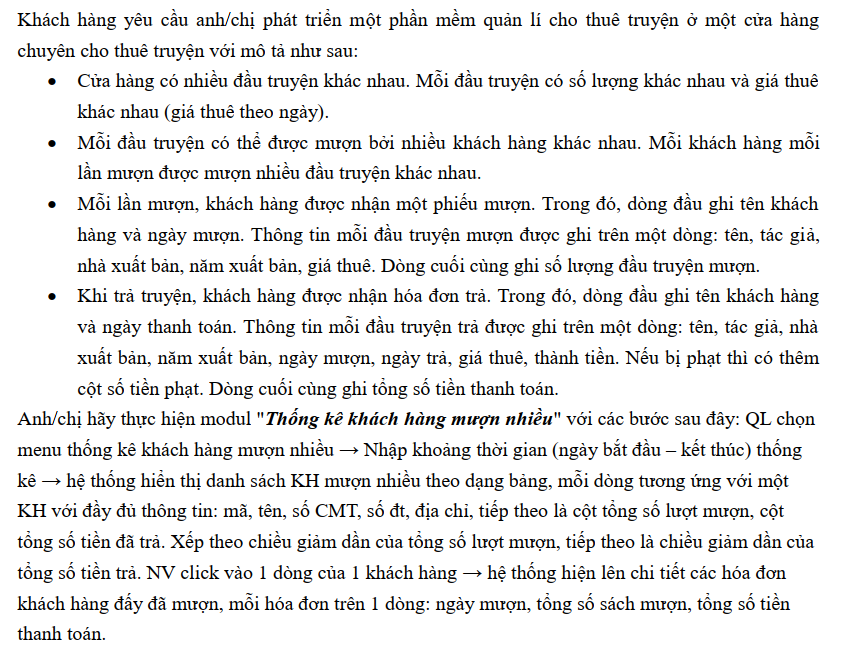 Khách hàng yêu cầu anh/chị phát triển một phần mềm quản lí cho thuê truyện ở một cửa hàng
chuyên cho thuê truyện với mô tả như sau:
• Cửa hàng có nhiều đầu truyện khác nhau. Mỗi đầu truyện có số lượng khác nhau và giá thuê
khác nhau (giá thuê theo ngày).
• Mỗi đầu truyện có thể được mượn bởi nhiều khách hàng khác nhau. Mỗi khách hàng mỗi
lần mượn được mượn nhiều đầu truyện khác nhau.
• Mỗi lần mượn, khách hàng được nhận một phiếu mượn. Trong đó, dòng đầu ghi tên khách
hàng và ngày mượn. Thông tin mỗi đầu truyện mượn được ghi trên một dòng: tên, tác giả,
nhà xuất bản, năm xuất bản, giá thuê. Dòng cuối cùng ghi số lượng đầu truyện mượn.
• Khi trả truyện, khách hàng được nhận hóa đơn trả. Trong đó, dòng đầu ghi tên khách hàng
và ngày thanh toán. Thông tin mỗi đầu truyện trả được ghi trên một dòng: tên, tác giả, nhà
xuất bản, năm xuất bản, ngày mượn, ngày trả, giá thuê, thành tiền. Nếu bị phạt thì có thêm
cột số tiền phạt. Dòng cuối cùng ghi tổng số tiền thanh toán.
Anh/chị hãy thực hiện modul "Thống kê khách hàng mượn nhiều" với các bước sau đây: QL chọn
menu thống kê khách hàng mượn nhiều → Nhập khoảng thời gian (ngày bắt đầu – kết thúc) thống
kê → hệ thống hiển thị danh sách KH mượn nhiều theo dạng bảng, mỗi dòng tương ứng với một
KH với đầy đủ thông tin: mã, tên, số CMT, số đt, địa chỉ, tiếp theo là cột tổng số lượt mượn, cột
tổng số tiền đã trả. Xếp theo chiều giảm dần của tổng số lượt mượn, tiếp theo là chiều giảm dần của
tổng số tiền trả. NV click vào 1 dòng của 1 khách hàng → hệ thống hiện lên chi tiết các hóa đơn
khách hàng đấy đã mượn, mỗi hóa đơn trên 1 dòng: ngày mượn, tổng số sách mượn, tổng số tiền
thanh toán.